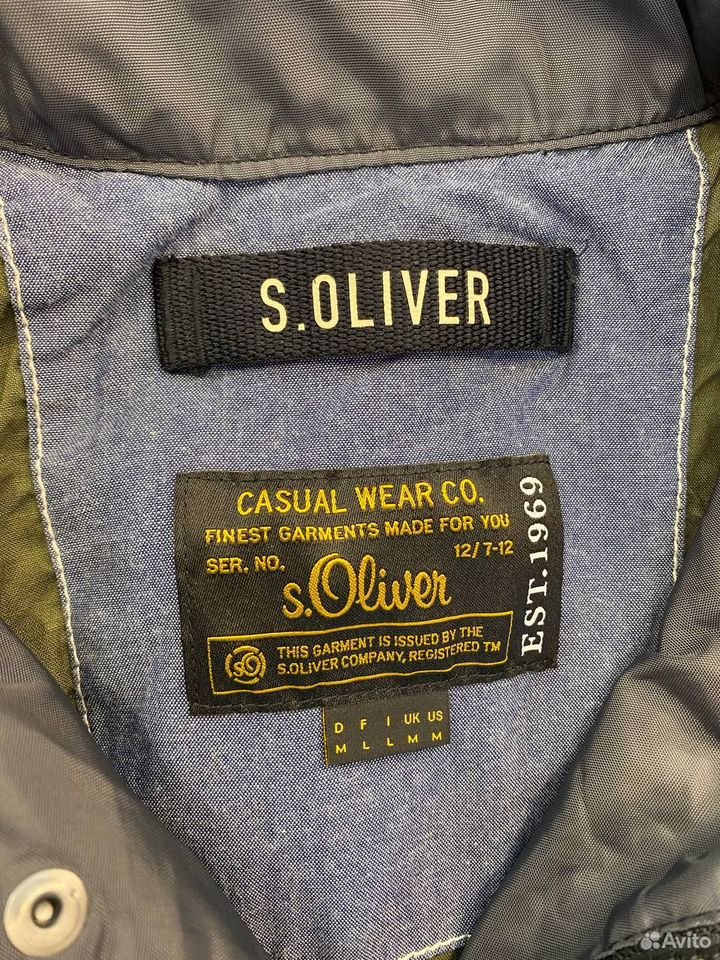 S.OLIVER
CASUAL WEAR CO.
FINEST GARMENTS MADE FOR YOU
SER. NO. 12/7-12
s.Oliver
EST.1969
sO
THIS GARMENT IS ISSUED BY THE
S.OLIVER COMPANY, REGISTERED TM
D F I UK US
M L L M M
Avito